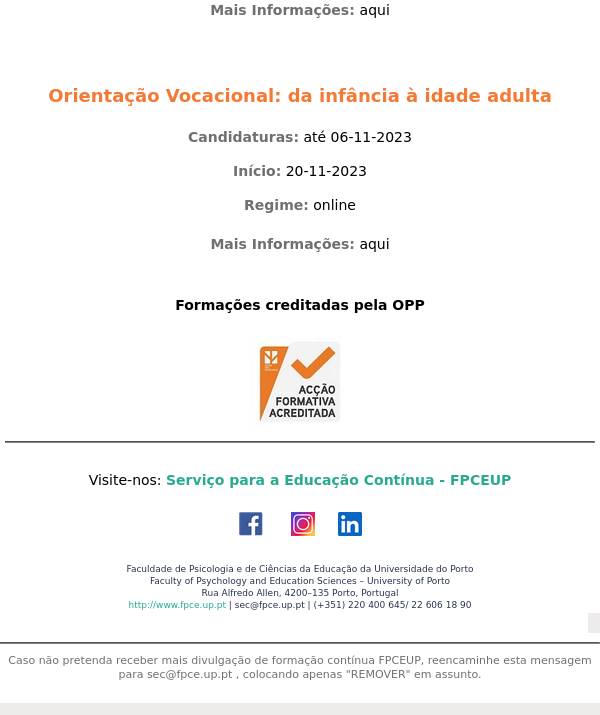 Mais Informações: aqui
Orientação Vocacional: da infância à idade adulta
Candidaturas: até 06-11-2023
Início: 20-11-2023
Regime: online
Mais Informações: aqui
Formações creditadas pela OPP
ACÇÃO
FORMATIVA
ACREDITADA
Visite-nos: Serviço para a Educação Contínua - FPCEUP
Faculdade de Psicologia e de Ciências da Educação da Universidade do Porto
Faculty of Psychology and Education Sciences – University of Porto
Rua Alfredo Allen, 4200–135 Porto, Portugal
http://www.fpce.up.pt | sec@fpce.up.pt | (+351) 220 400 645/ 22 606 18 90
Caso não pretenda receber mais divulgação de formação contínua FPCEUP, reencaminhe esta mensagem
para sec@fpce.up.pt , colocando apenas "REMOVER" em assunto.